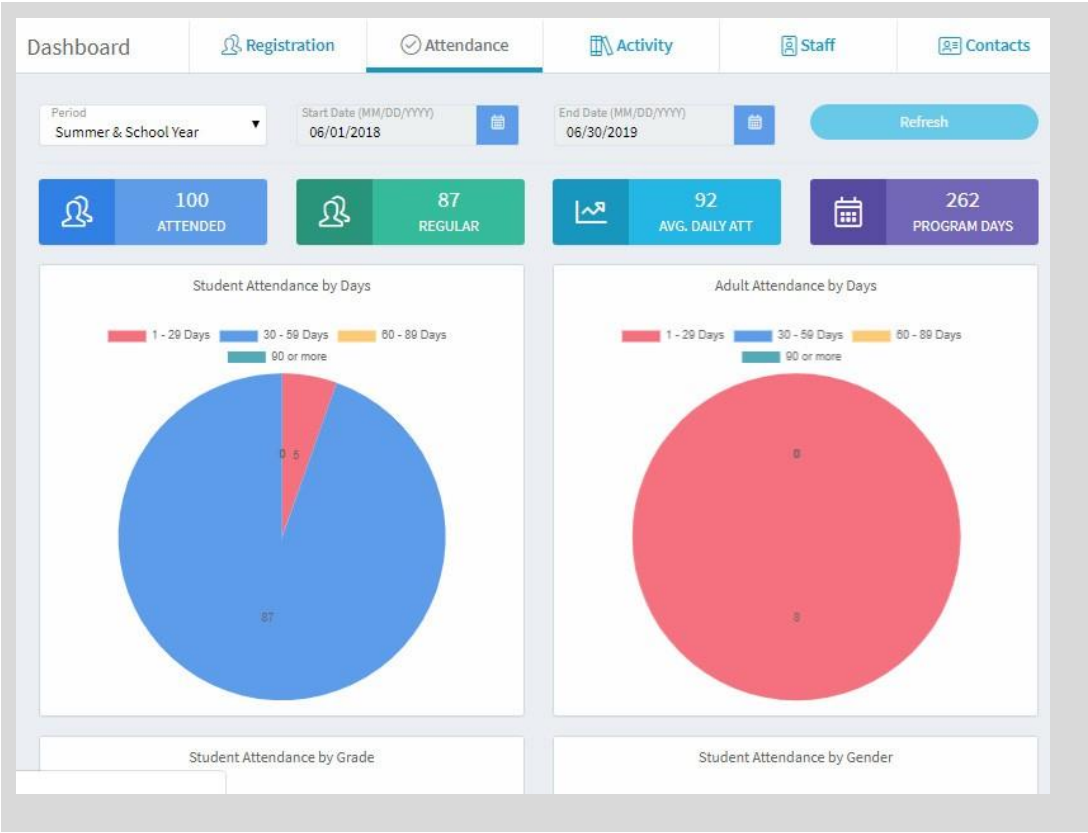 Dashboard
Registration
Attendance
Activity
Staff
Contacts
Period
Summer & School Year
Start Date (MM/DD/YYYY)
06/01/2018
End Date (MM/DD/YYYY)
06/30/2019
Refresh
100
ATTENDED
87
REGULAR
92
AVG. DAILY ATT
262
PROGRAM DAYS
Student Attendance by Days
1 - 29 Days 30 - 59 Days 60 - 89 Days
90 or more
0 5
87
Adult Attendance by Days
1 - 29 Days 30 - 59 Days 60 - 89 Days
90 or more
0
8
Student Attendance by Grade
Student Attendance by Gender